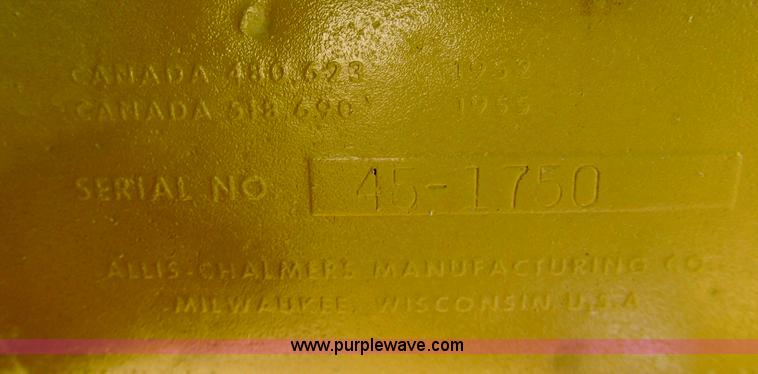 CANADA 480,623 1952
CANADA 518,690 1955
SERIAL NO. 45-1750
ALLIS-CHALMERS MANUFACTURING CO.
MILWAUKEE, WISCONSIN U.S.A.
www.purplewave.com